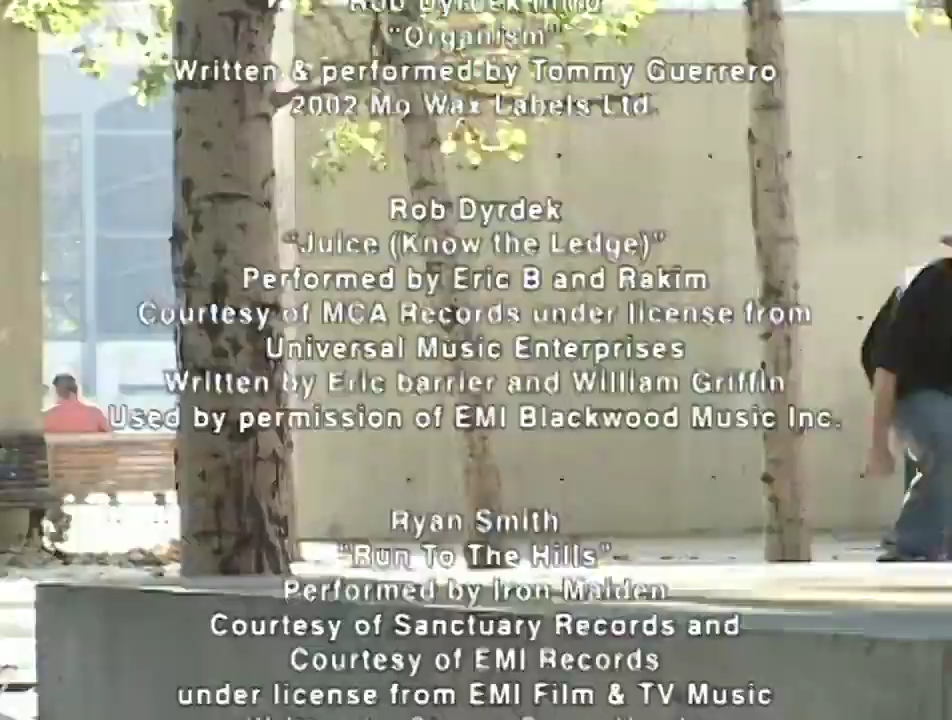 Rob Dyrdek Intro
"Organism"
Written & performed by Tommy Guerrero
2002 Mo Wax Labels Ltd.
Rob Dyrdek
"Juice (Know the Ledge)"
Performed by Eric B and Rakim
Courtesy of MCA Records under license from
Universal Music Enterprises
Written by Eric barrier and William Griffin
Used by permission of EMI Blackwood Music Inc.
Ryan Smith
"Run To The Hills"
Performed by Iron Maiden
Courtesy of Sanctuary Records and
Courtesy of EMI Records
under license from EMI Film & TV Music